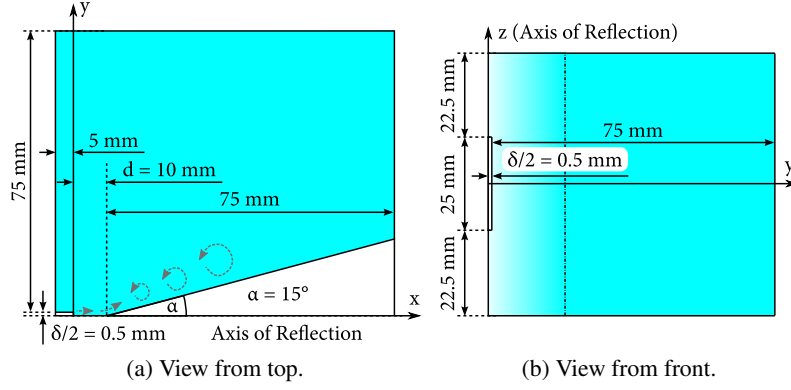 y
5 mm
d = 10 mm
75 mm
75 mm
α
α = 15°
x
δ/2 = 0.5 mm
Axis of Reflection
(a) View from top.
z (Axis of Reflection)
22.5 mm
75 mm
δ/2 = 0.5 mm
25 mm
y
22.5 mm
(b) View from front.